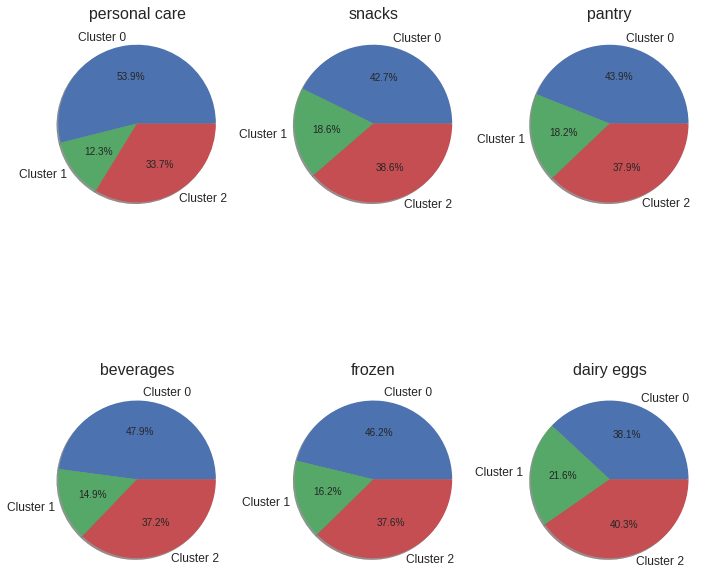 personal care
Cluster 0
53.9%
12.3%
Cluster 1
33.7%
Cluster 2
snacks
Cluster 0
42.7%
18.6%
Cluster 1
38.6%
Cluster 2
pantry
Cluster 0
43.9%
18.2%
Cluster 1
37.9%
Cluster 2
beverages
Cluster 0
47.9%
14.9%
Cluster 1
37.2%
Cluster 2
frozen
Cluster 0
46.2%
16.2%
Cluster 1
37.6%
Cluster 2
dairy eggs
Cluster 0
38.1%
21.6%
Cluster 1
40.3%
Cluster 2